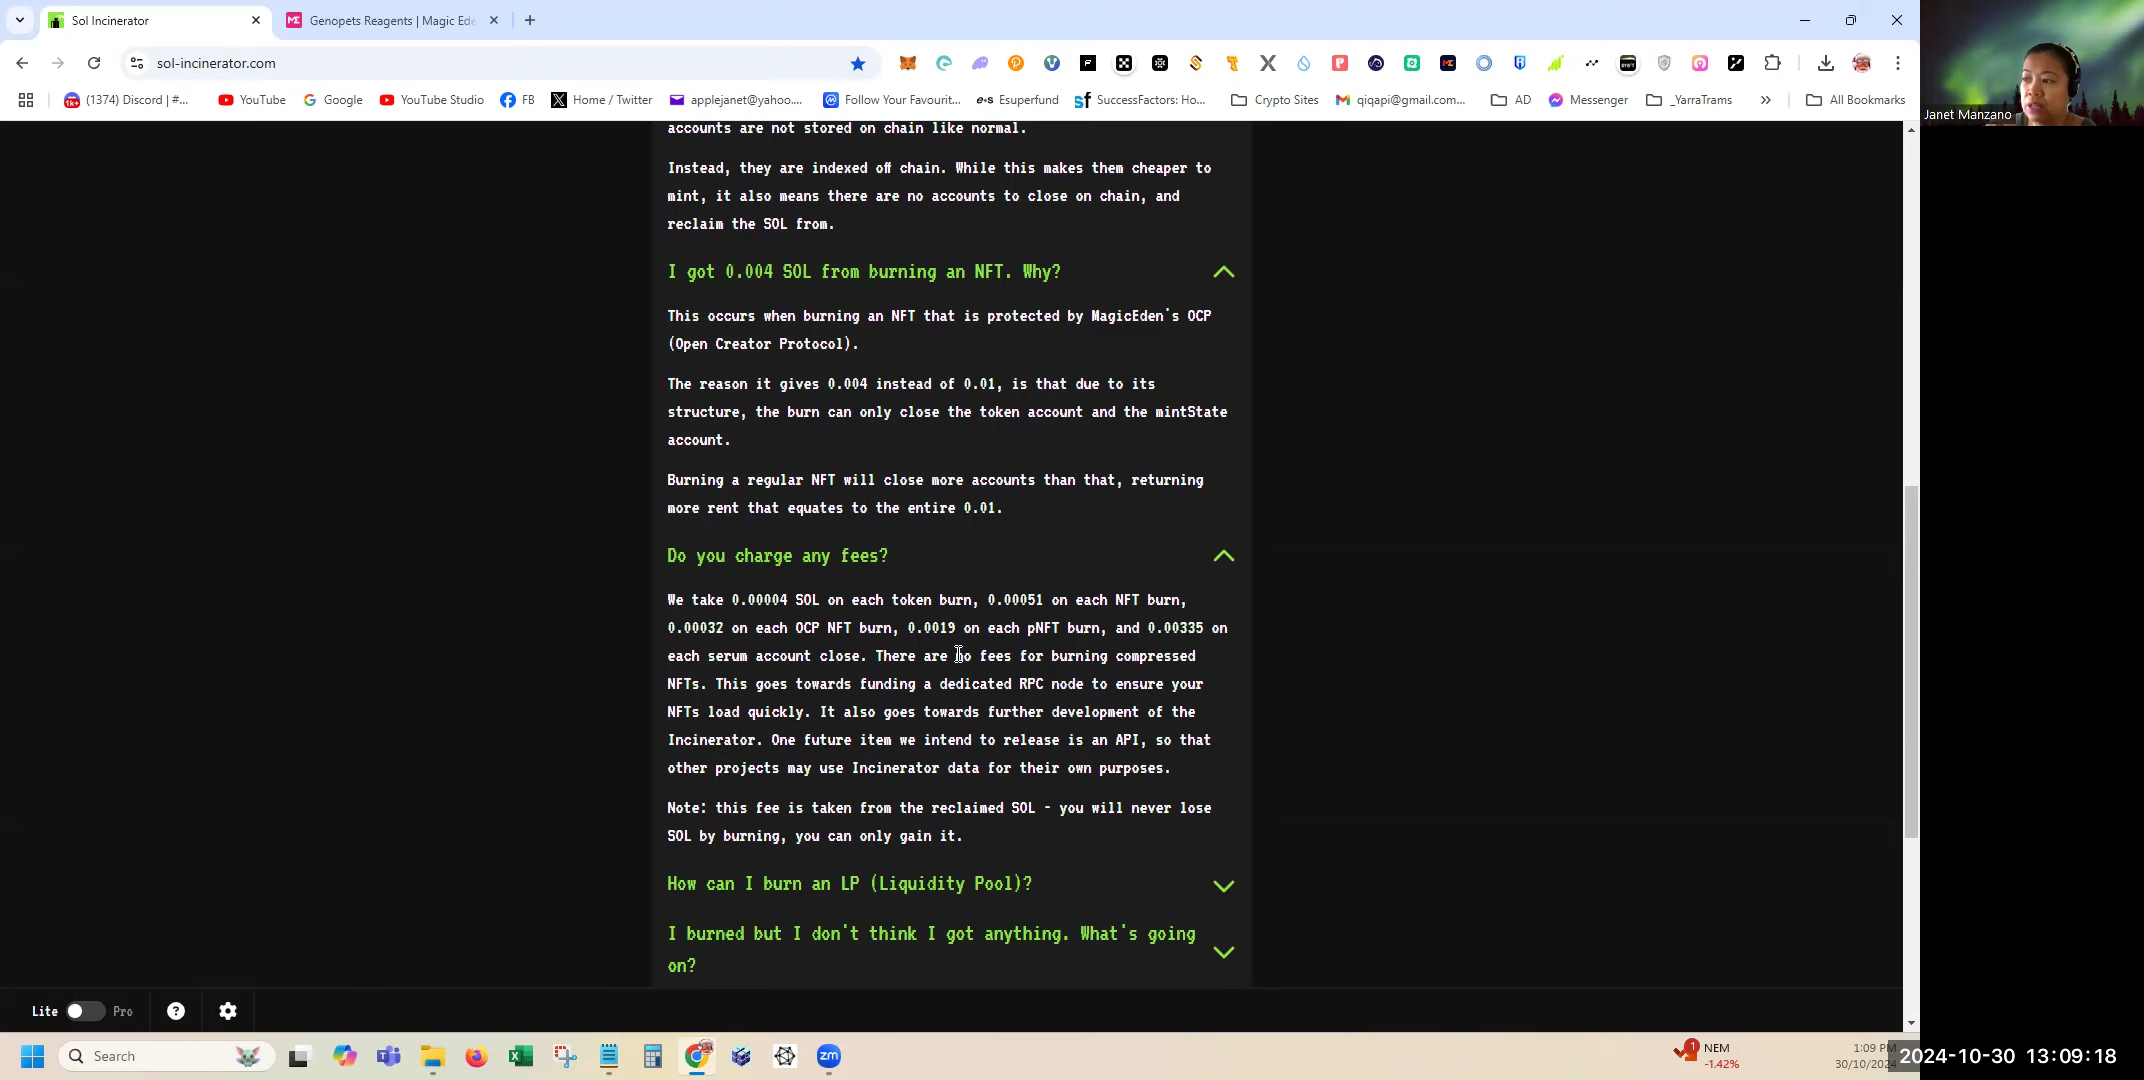 Sol Incinerator
Genopets Reagents | Magic Ede
sol-incinerator.com
(1374) Discord | #...
YouTube
Google
YouTube Studio
FB
Home / Twitter
applejanet@yahoo....
Follow Your Favourit...
Esuperfund
SuccessFactors: Ho...
Crypto Sites
qiqapi@gmail.com...
AD
Messenger
_YarraTrams
All Bookmarks
Janet Manzano
accounts are not stored on chain like normal.
Instead, they are indexed off chain. While this makes them cheaper to
mint, it also means there are no accounts to close on chain, and
reclaim the SOL from.
I got 0.004 SOL from burning an NFT. Why?
This occurs when burning an NFT that is protected by MagicEden's OCP
(Open Creator Protocol).
The reason it gives 0.004 instead of 0.01, is that due to its
structure, the burn can only close the token account and the mintState
account.
Burning a regular NFT will close more accounts than that, returning
more rent that equates to the entire 0.01.
Do you charge any fees?
We take 0.00004 SOL on each token burn, 0.00051 on each NFT burn,
0.00032 on each OCP NFT burn, 0.0019 on each pNFT burn, and 0.00335 on
each serum account close. There are no fees for burning compressed
NFTs. This goes towards funding a dedicated RPC node to ensure your
NFTs load quickly. It also goes towards further development of the
Incinerator. One future item we intend to release is an API, so that
other projects may use Incinerator data for their own purposes.
Note: this fee is taken from the reclaimed SOL - you will never lose
SOL by burning, you can only gain it.
How can I burn an LP (Liquidity Pool)?
I burned but I don't think I got anything. What's going
on?
Lite
Pro
Search
zm
NEM
-1.42%
1:09 PM
30/10/2024
2024-10-30 13:09:18